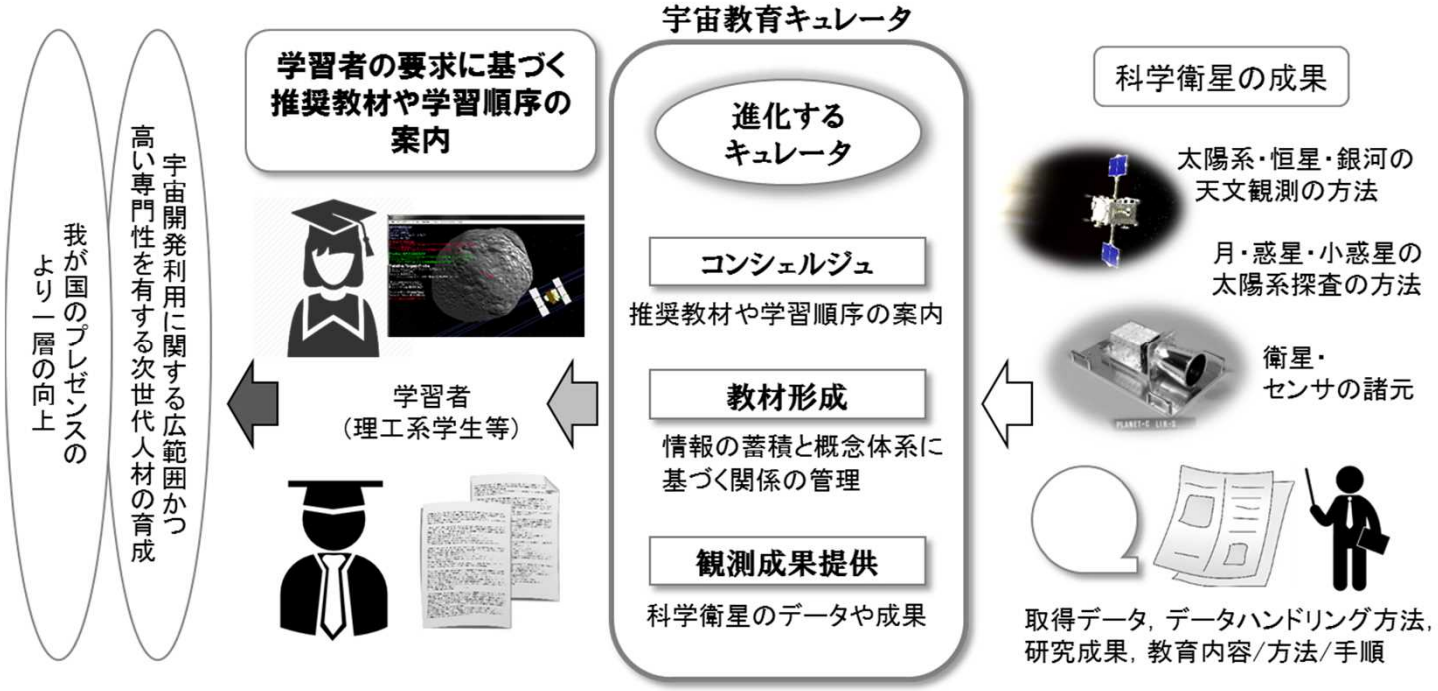 宇宙教育キュレータ
我が国のプレゼンスの
より一層の向上
宇宙開発利用に関する広範囲かつ
高い専門性を有する次世代人材の育成
学習者の要求に基づく
推奨教材や学習順序の
案内
学習者
(理工系学生等)
進化する
キュレータ
コンシェルジュ
推奨教材や学習順序の案内
教材形成
情報の蓄積と概念体系に
基づく関係の管理
観測成果提供
科学衛星のデータや成果
科学衛星の成果
太陽系・恒星・銀河の
天文観測の方法
月・惑星・小惑星の
太陽系探査の方法
衛星・
センサの諸元
PLANET-C LIR-S
取得データ, データハンドリング方法,
研究成果, 教育内容/方法/手順